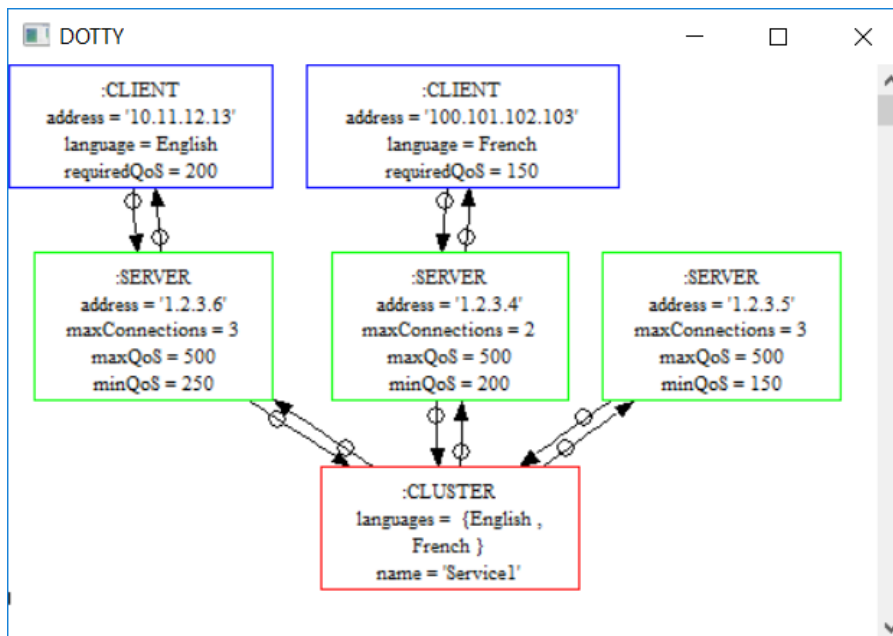 DOTTY
:CLIENT
address = '10.11.12.13'
language = English
requiredQoS = 200
:CLIENT
address = '100.101.102.103'
language = French
requiredQoS = 150
:SERVER
address = '1.2.3.6'
maxConnections = 3
maxQoS = 500
minQoS = 250
:SERVER
address = '1.2.3.4'
maxConnections = 2
maxQoS = 500
minQoS = 200
:SERVER
address = '1.2.3.5'
maxConnections = 3
maxQoS = 500
minQoS = 150
:CLUSTER
languages = {English ,
French }
name = 'Service1'